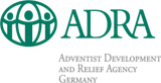 ADRA
Adventist Development
and Relief Agency
Germany